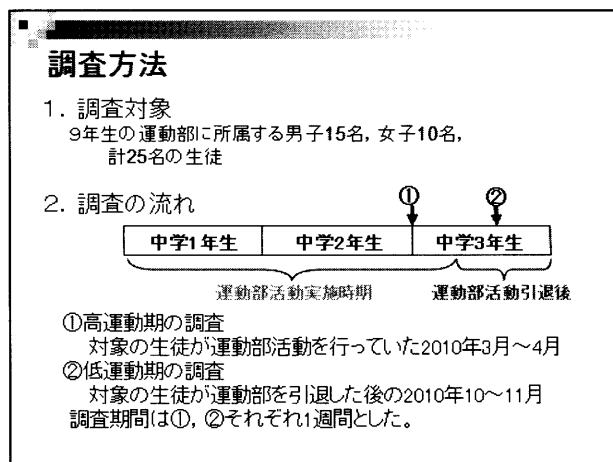 調査方法
1. 調査対象
9年生の運動部に所属する男子15名, 女子10名,
計25名の生徒
2. 調査の流れ
① ②
中学1年生 中学2年生 中学3年生
運動部活動実施時期 運動部活動引退後
①高運動期の調査
対象の生徒が運動部活動を行っていた2010年3月～4月
②低運動期の調査
対象の生徒が運動部を引退した後の2010年10～11月
調査期間は①, ②それぞれ1週間とした。